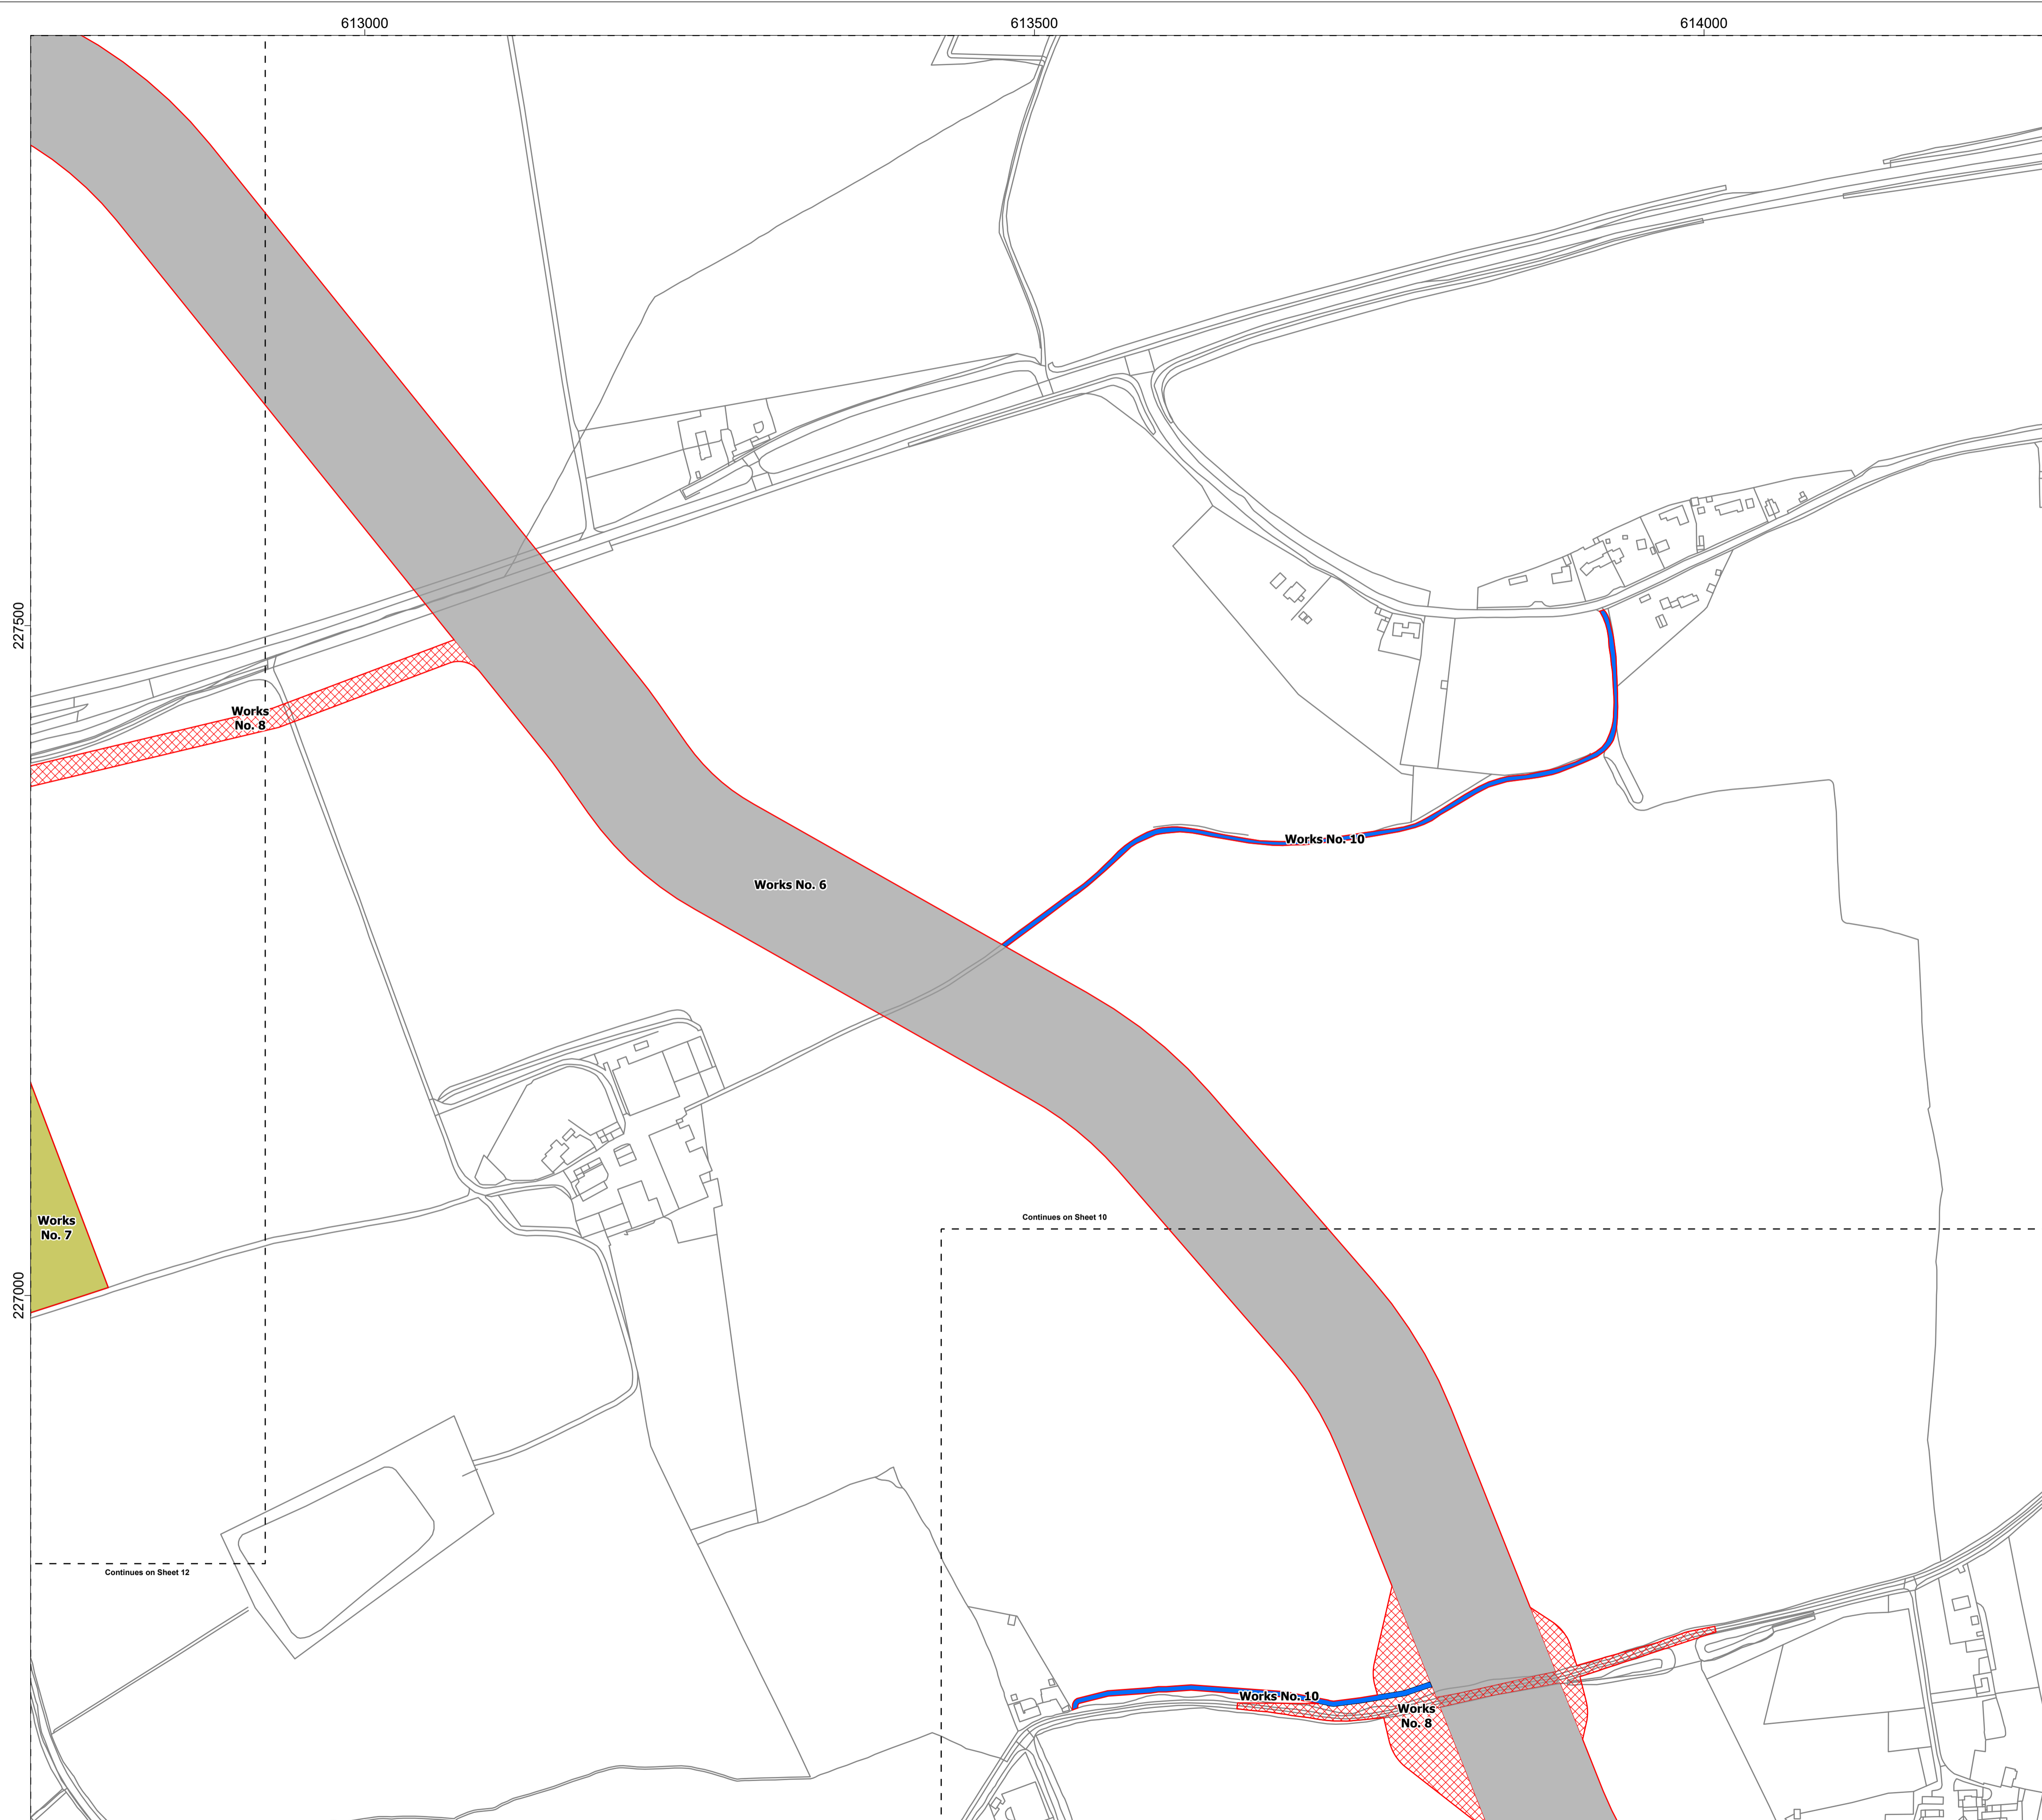 613000
613500
614000
227500
Works
No. 8
Works No. 10
Works No. 6
Works
No. 7
227000
Continues on Sheet 10
Continues on Sheet 12
Works No. 10
Works
No. 8